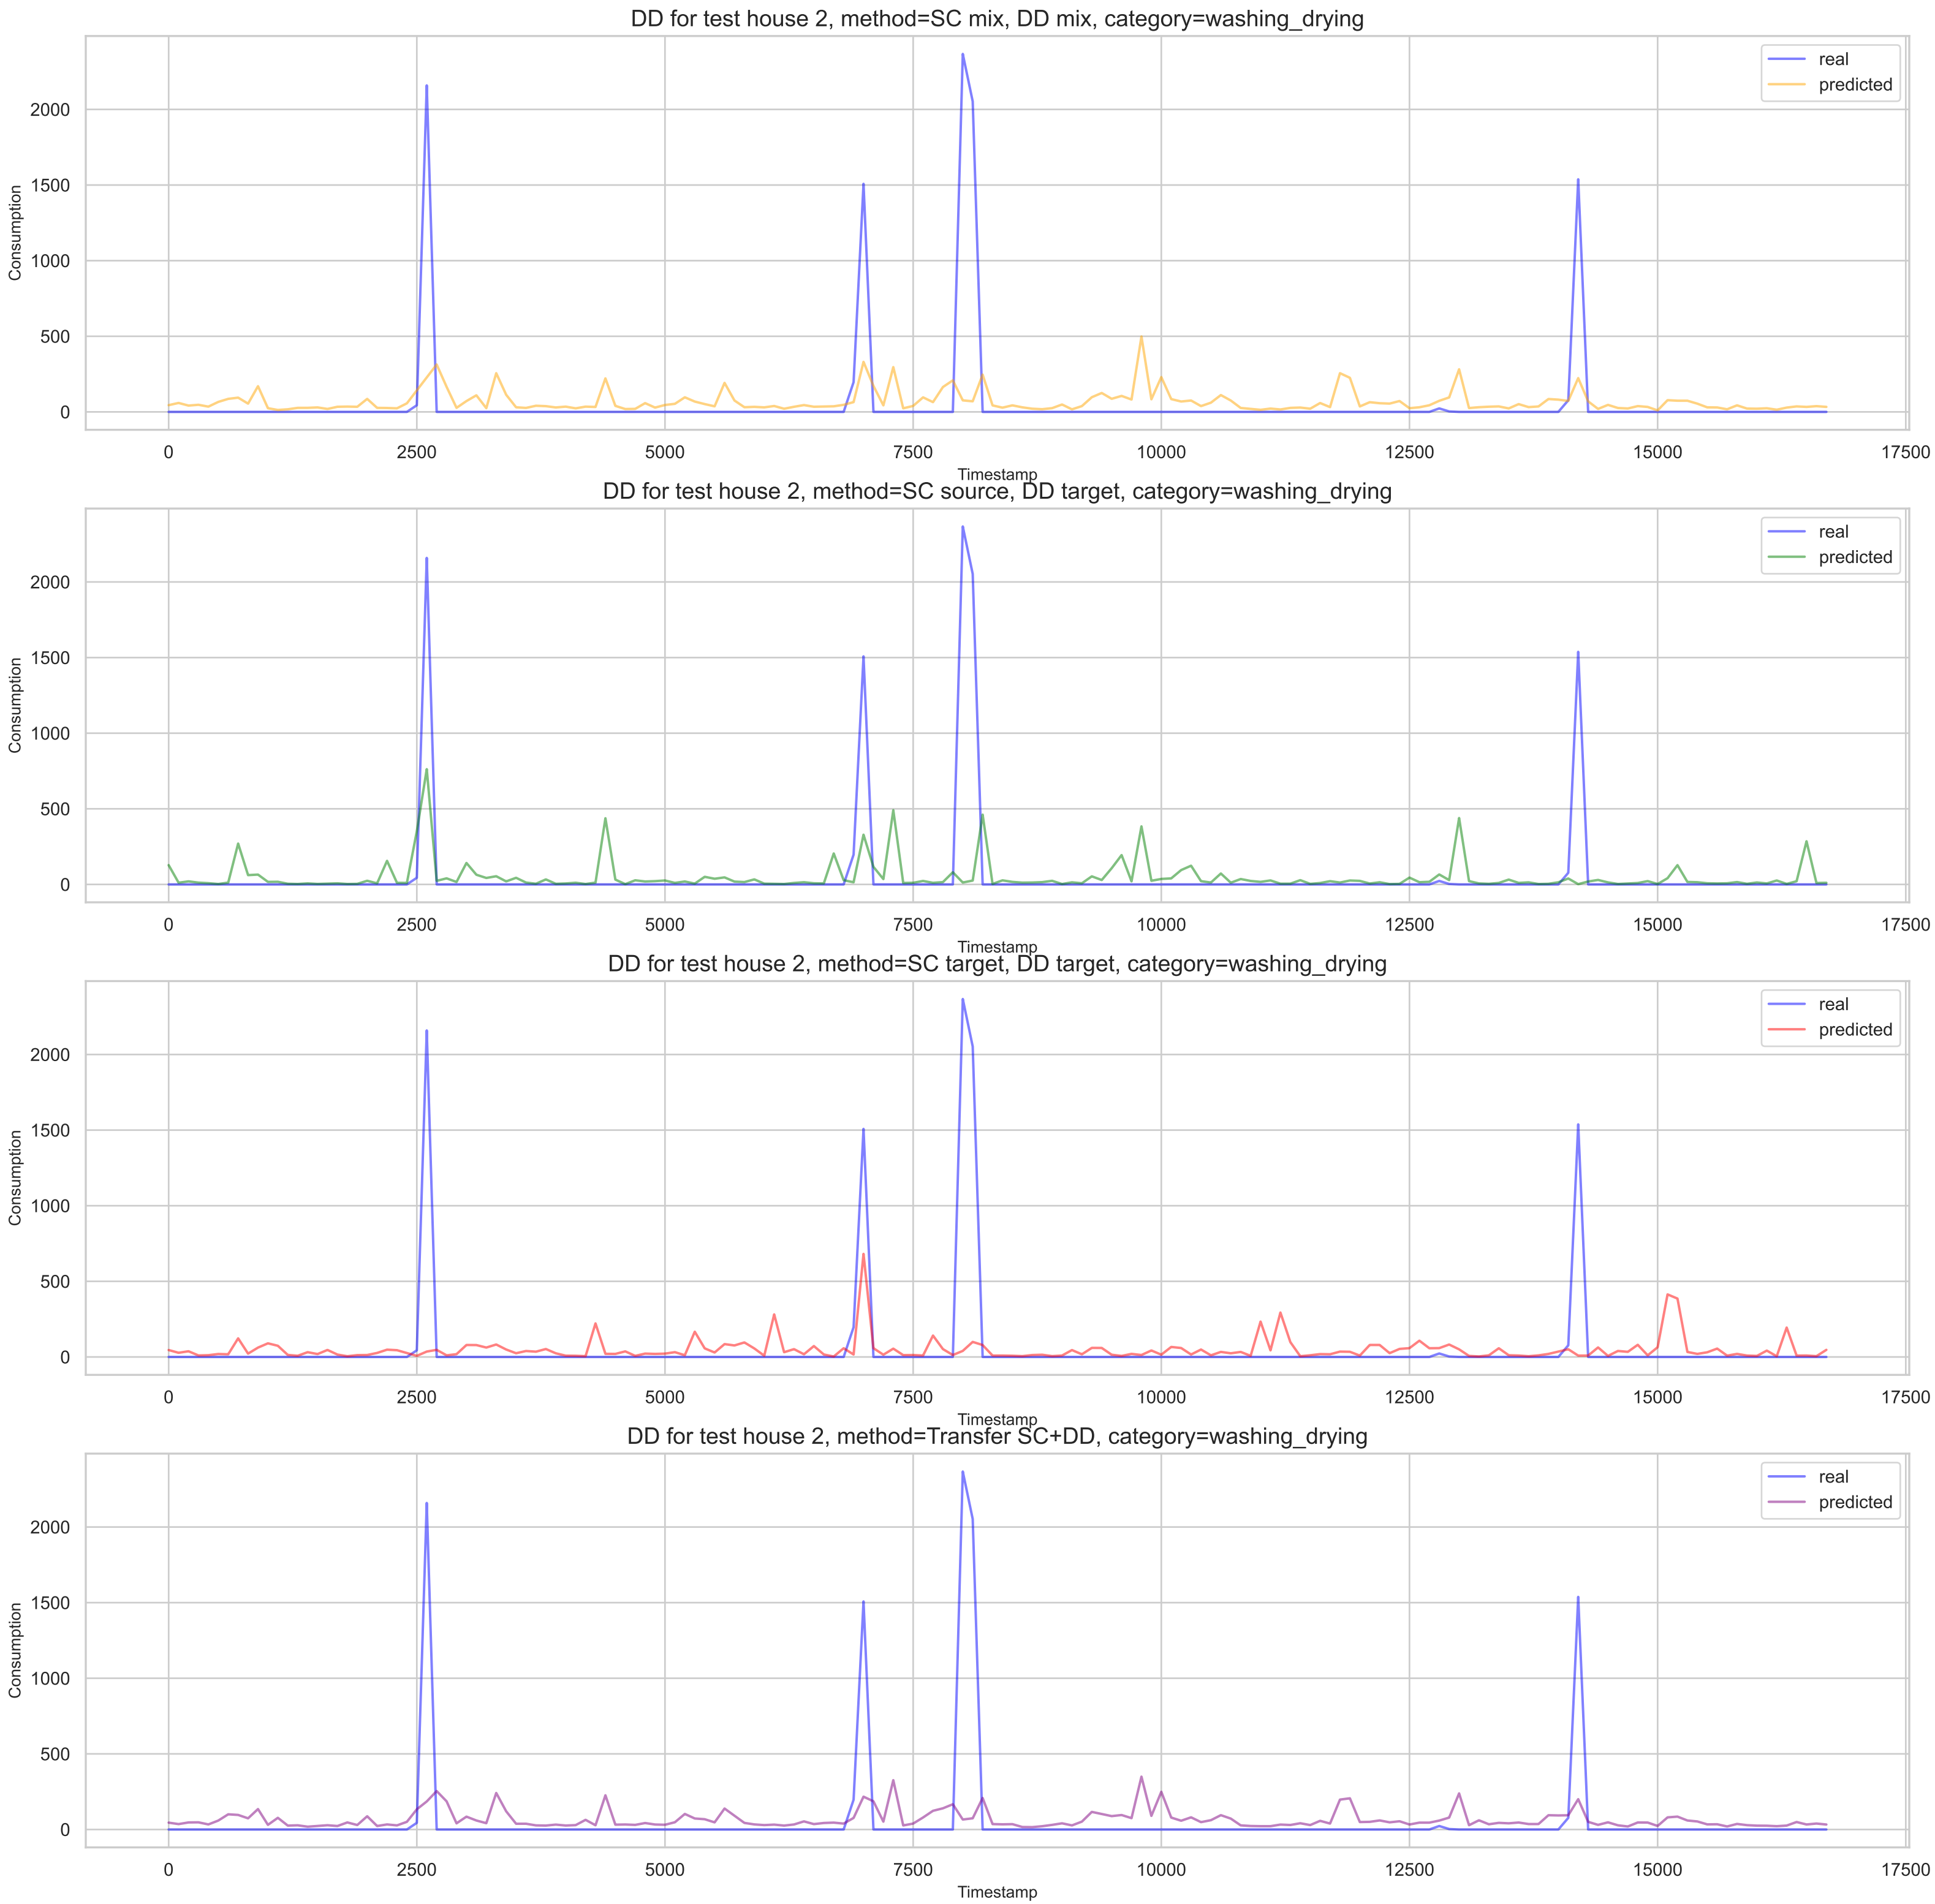 DD for test house 2, method=SC mix, DD mix, category=washing_drying
real
predicted
Consumption
2000
1500
1000
500
0
0 2500 5000 7500 10000 12500 15000 17500
Timestamp
DD for test house 2, method=SC source, DD target, category=washing_drying
real
predicted
Consumption
2000
1500
1000
500
0
0 2500 5000 7500 10000 12500 15000 17500
Timestamp
DD for test house 2, method=SC target, DD target, category=washing_drying
real
predicted
Consumption
2000
1500
1000
500
0
0 2500 5000 7500 10000 12500 15000 17500
Timestamp
DD for test house 2, method=Transfer SC+DD, category=washing_drying
real
predicted
Consumption
2000
1500
1000
500
0
0 2500 5000 7500 10000 12500 15000 17500
Timestamp